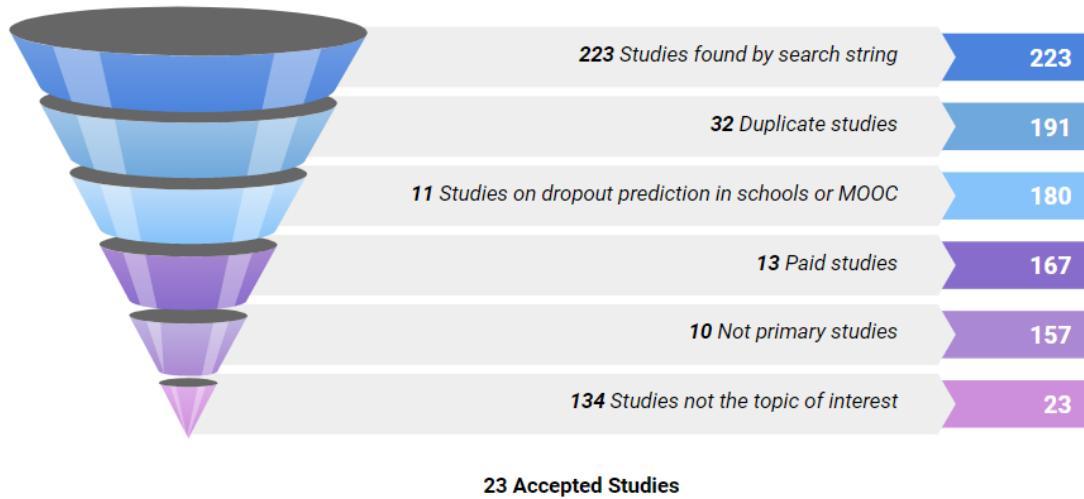 223 Studies found by search string 223
32 Duplicate studies 191
11 Studies on dropout prediction in schools or MOOC 180
13 Paid studies 167
10 Not primary studies 157
134 Studies not the topic of interest 23
23 Accepted Studies